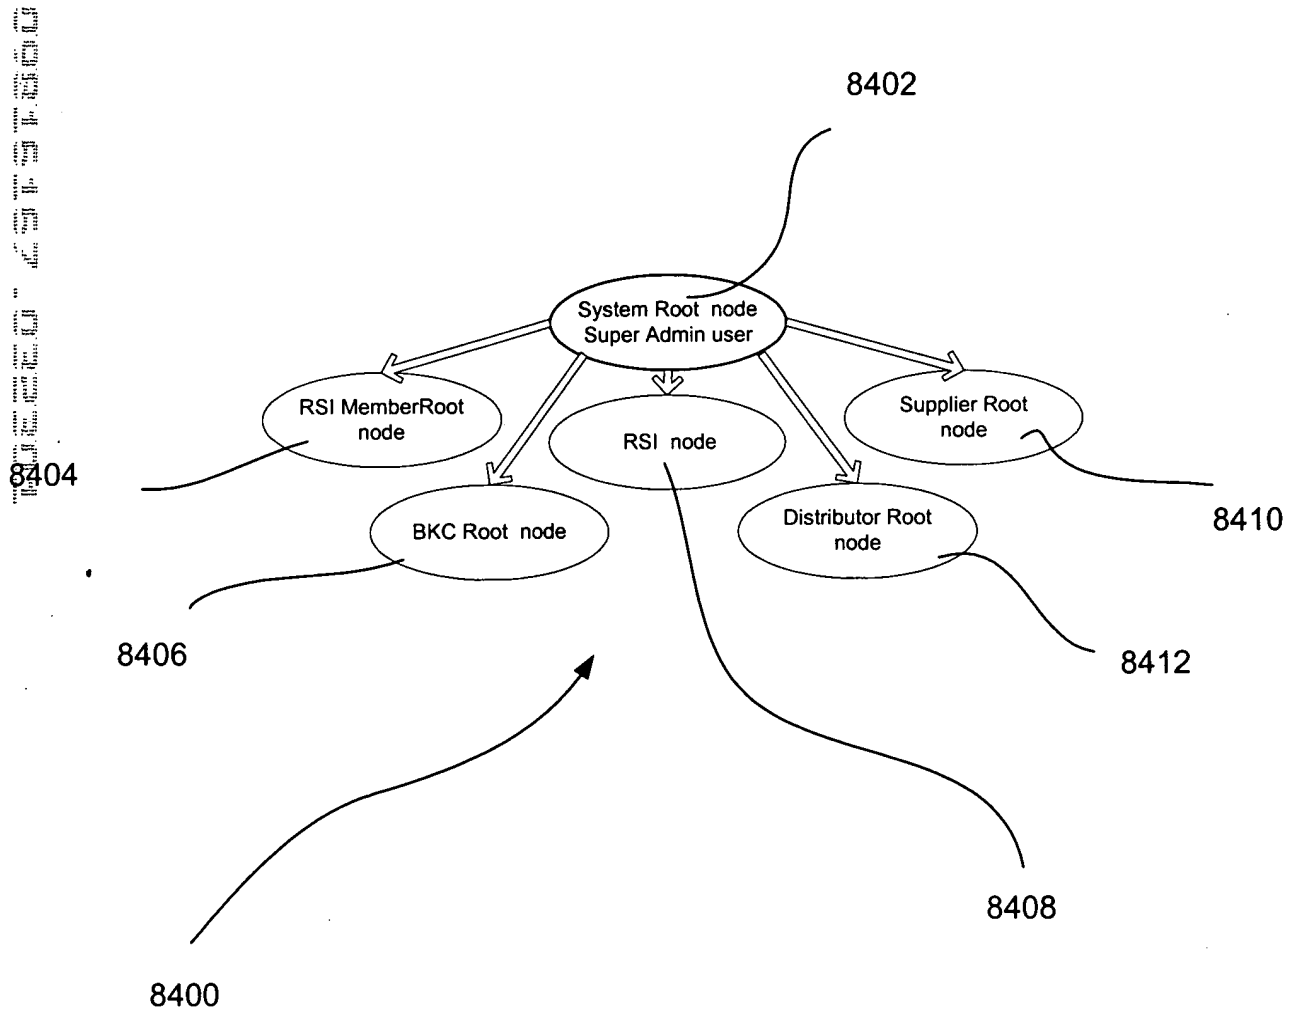 8402
System Root node
Super Admin user
RSI MemberRoot
node
Supplier Root
node
RSI node
8404
8410
BKC Root node
Distributor Root
node
8406
8412
8408
8400